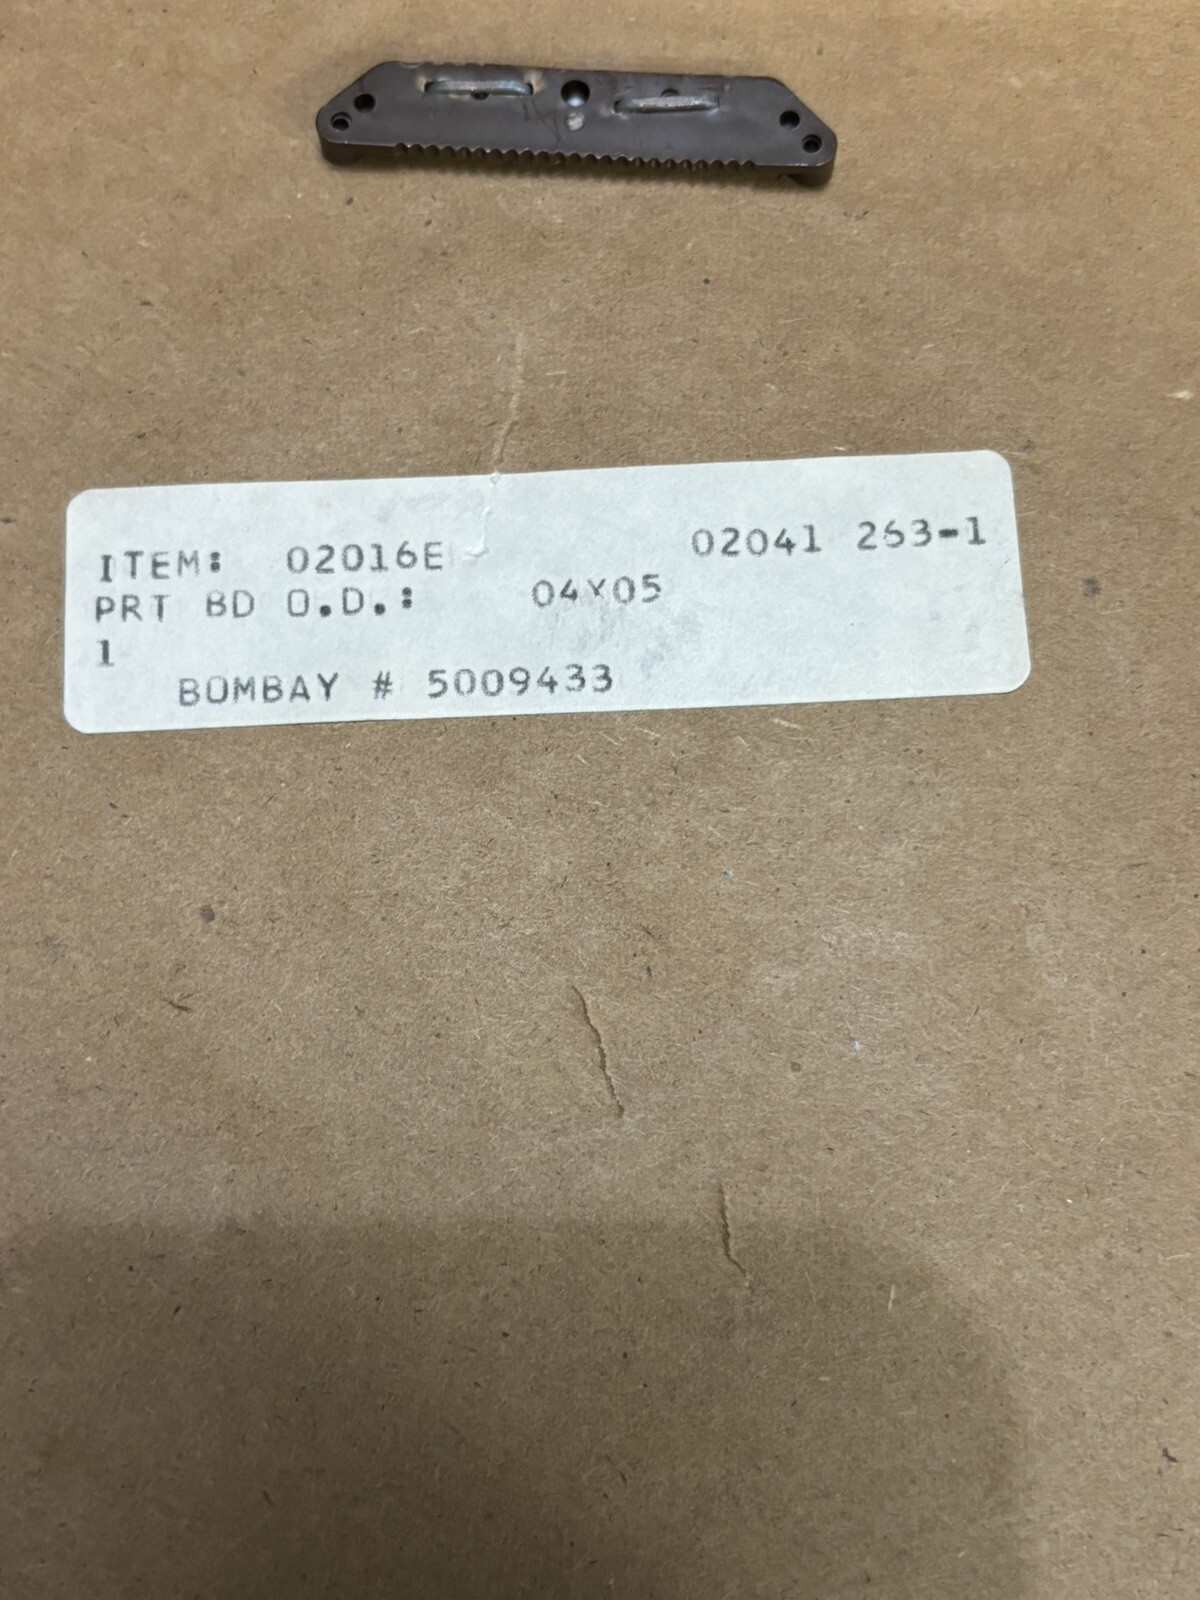 ITEM: 02016E 02041 263-1
PRT BD O.D.: 04X05
1
BOMBAY # 5009433